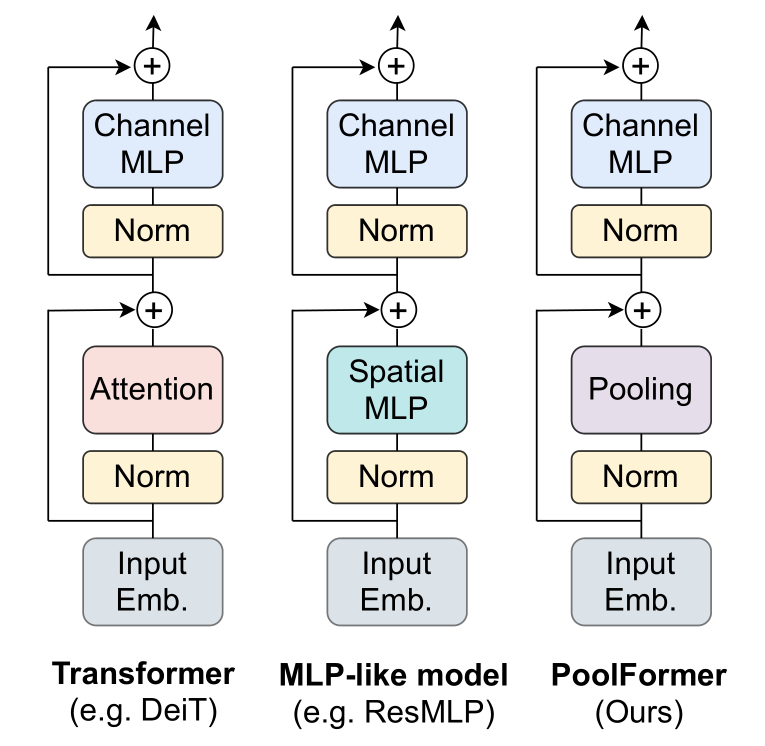 +
Channel
MLP
Norm
+
Attention
Norm
Input
Emb.
Transformer
(e.g. DeiT)
+
Channel
MLP
Norm
+
Spatial
MLP
Norm
Input
Emb.
MLP-like model
(e.g. ResMLP)
+
Channel
MLP
Norm
+
Pooling
Norm
Input
Emb.
PoolFormer
(Ours)